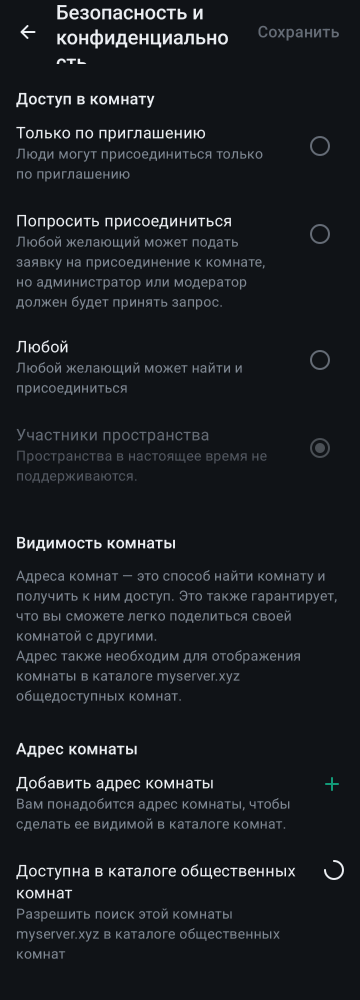 Безопасность и
конфиденциально
сть
Сохранить
Доступ в комнату
Только по приглашению
Люди могут присоединиться только
по приглашению
Попросить присоединиться
Любой желающий может подать
заявку на присоединение к комнате,
но администратор или модератор
должен будет принять запрос.
Любой
Любой желающий может найти и
присоединиться
Участники пространства
Пространства в настоящее время не
поддерживаются.
Видимость комнаты
Адреса комнат — это способ найти комнату и
получить к ним доступ. Это также гарантирует,
что вы сможете легко поделиться своей
комнатой с другими.
Адрес также необходим для отображения
комнаты в каталоге myserver.xyz
общедоступных комнат.
Адрес комнаты
Добавить адрес комнаты
Вам понадобится адрес комнаты, чтобы
сделать ее видимой в каталоге комнат.
Доступна в каталоге общественных
комнат
Разрешить поиск этой комнаты
myserver.xyz в каталоге общественных
комнат